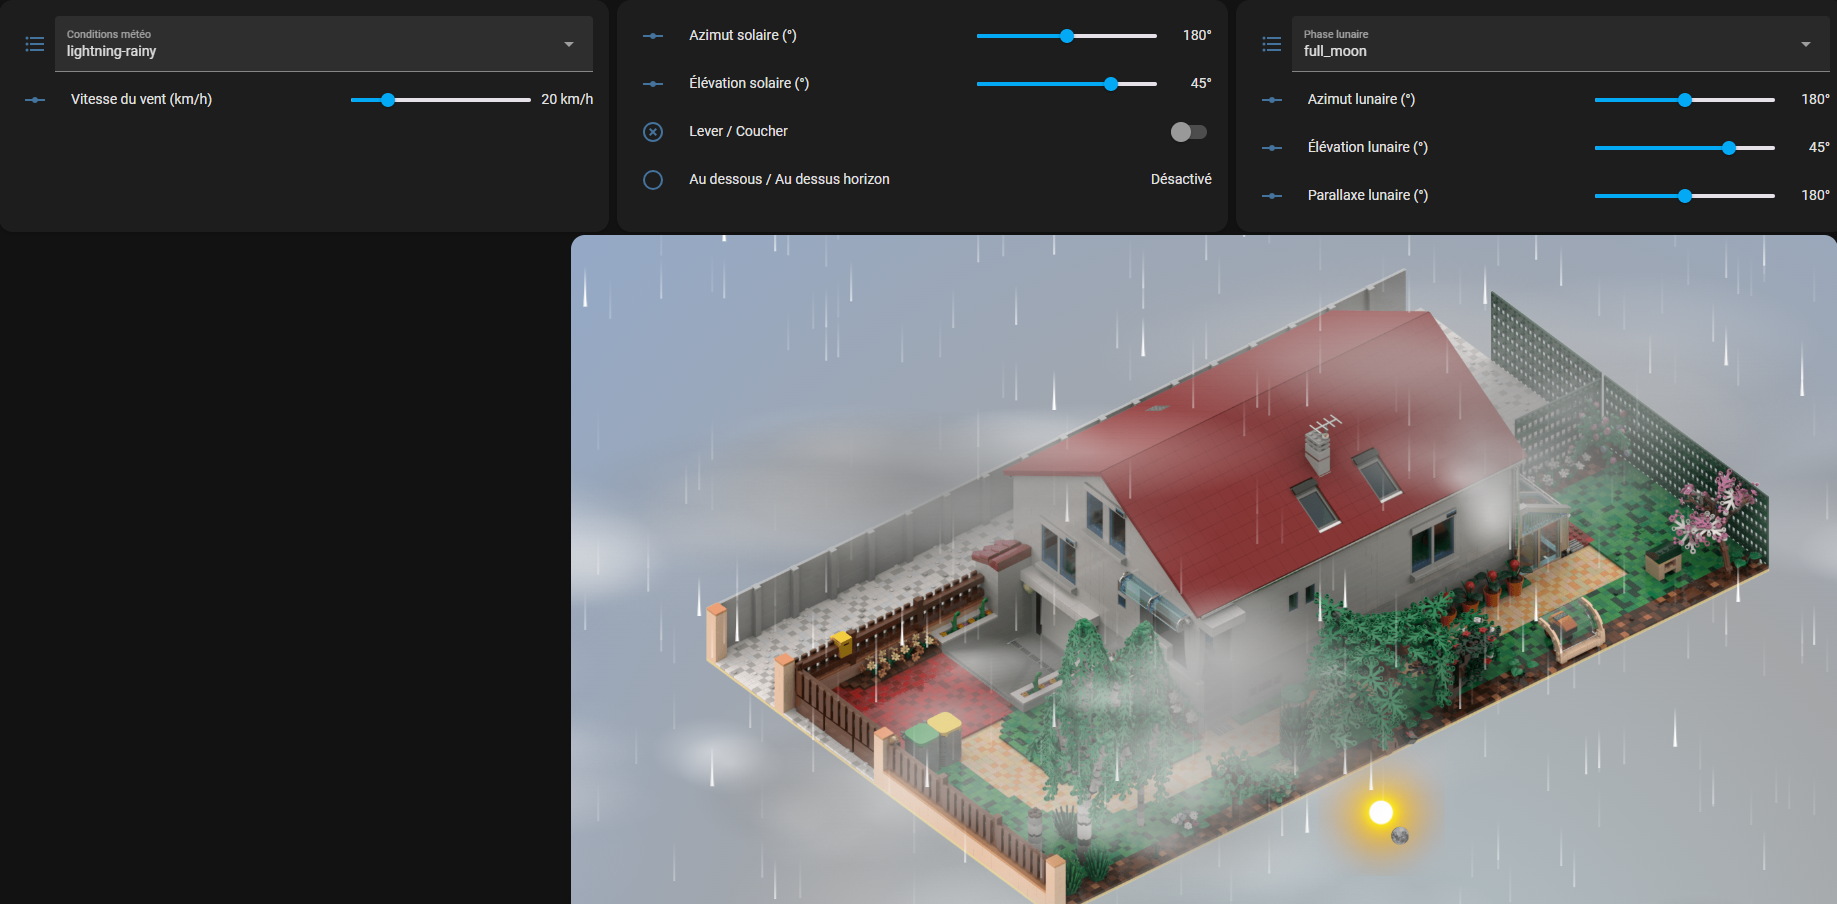 Conditions météo
lightning-rainy
Vitesse du vent (km/h)
20 km/h
Azimut solaire (°)
180°
Élévation solaire (°)
45°
Lever / Coucher
Au dessous / Au dessus horizon
Désactivé
Phase lunaire
full_moon
Azimut lunaire (°)
180°
Élévation lunaire (°)
45°
Parallaxe lunaire (°)
180°